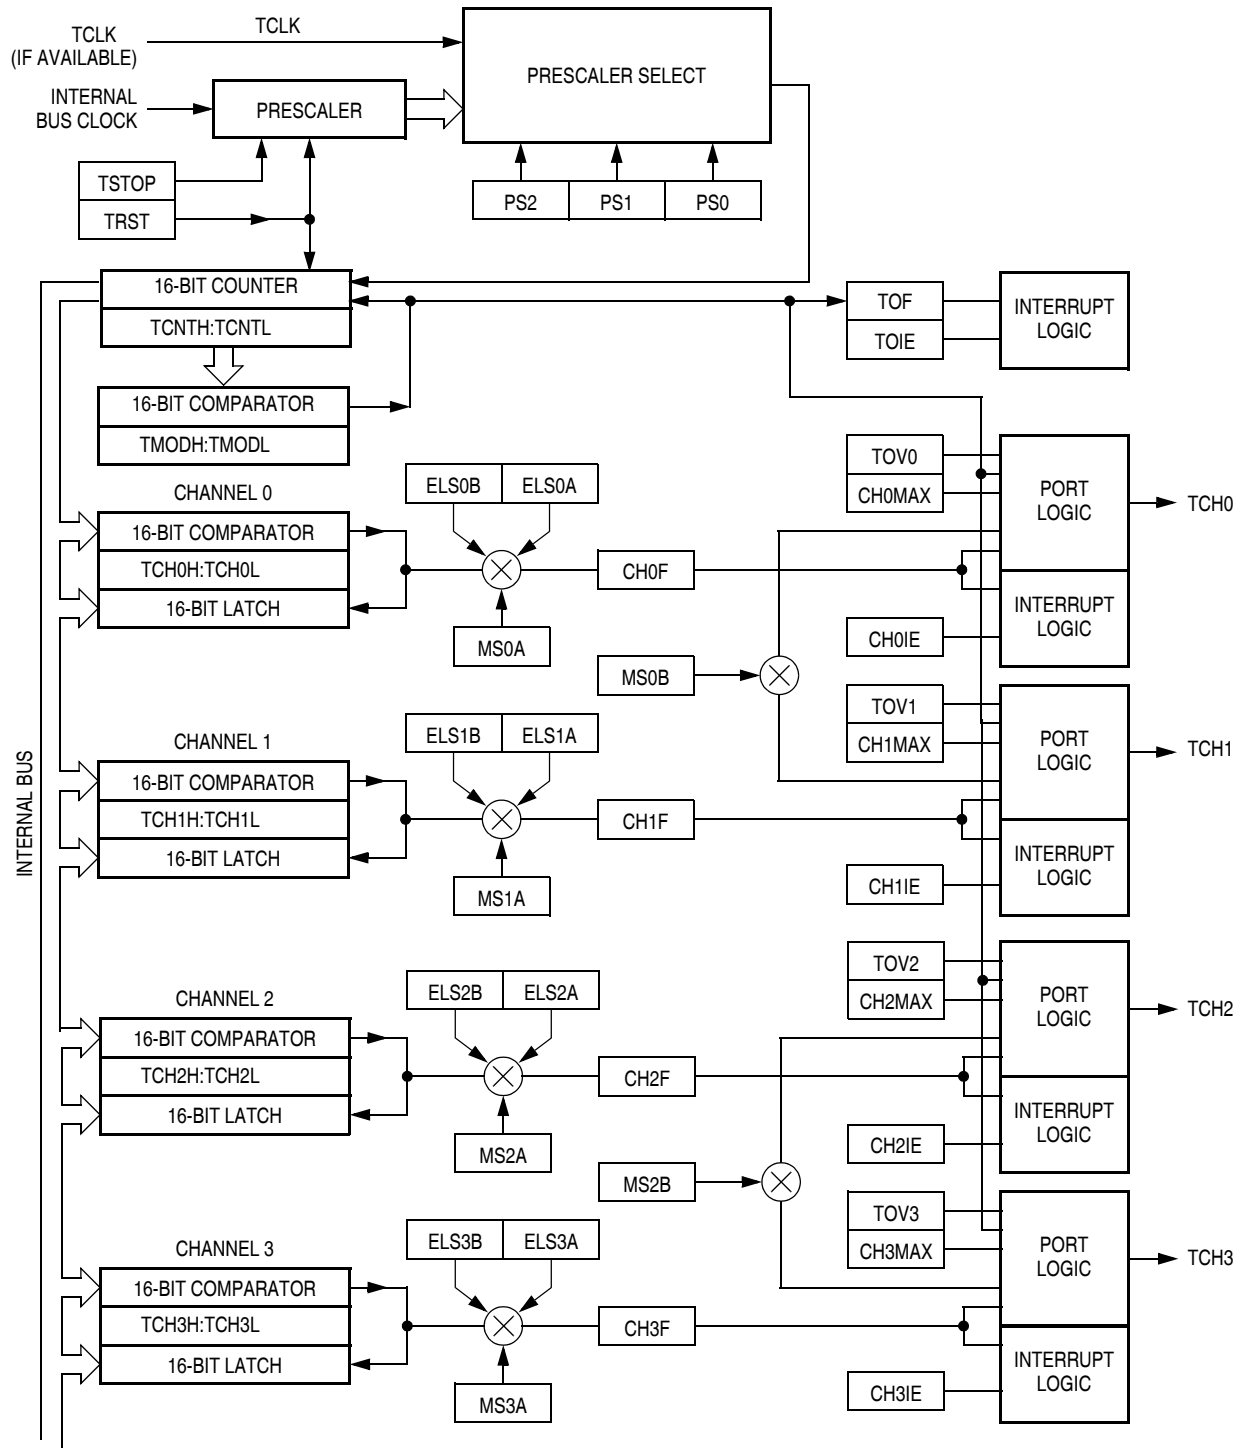 TCLK
(IF AVAILABLE)
TCLK
PRESCALER SELECT
INTERNAL
BUS CLOCK
PRESCALER
TSTOP
TRST
PS2
PS1
PS0
16-BIT COUNTER
TCNTH:TCNTL
TOF
TOIE
INTERRUPT
LOGIC
16-BIT COMPARATOR
TMODH:TMODL
INTERNAL BUS
CHANNEL 0
16-BIT COMPARATOR
TCH0H:TCH0L
16-BIT LATCH
ELS0B
ELS0A
MS0A
CH0F
TOV0
CH0MAX
PORT
LOGIC
TCH0
INTERRUPT
LOGIC
CH0IE
MS0B
CHANNEL 1
16-BIT COMPARATOR
TCH1H:TCH1L
16-BIT LATCH
ELS1B
ELS1A
MS1A
CH1F
TOV1
CH1MAX
PORT
LOGIC
TCH1
INTERRUPT
LOGIC
CH1IE
CHANNEL 2
16-BIT COMPARATOR
TCH2H:TCH2L
16-BIT LATCH
ELS2B
ELS2A
MS2A
CH2F
TOV2
CH2MAX
PORT
LOGIC
TCH2
INTERRUPT
LOGIC
CH2IE
MS2B
CHANNEL 3
16-BIT COMPARATOR
TCH3H:TCH3L
16-BIT LATCH
ELS3B
ELS3A
MS3A
CH3F
TOV3
CH3MAX
PORT
LOGIC
TCH3
INTERRUPT
LOGIC
CH3IE